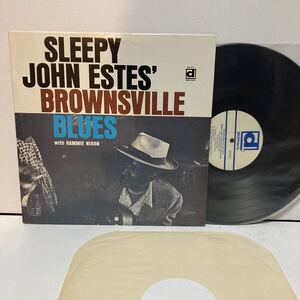 SLEEPY
JOHN ESTES'
BROWNSVILLE
BLUES
with HAMMIE NIXON